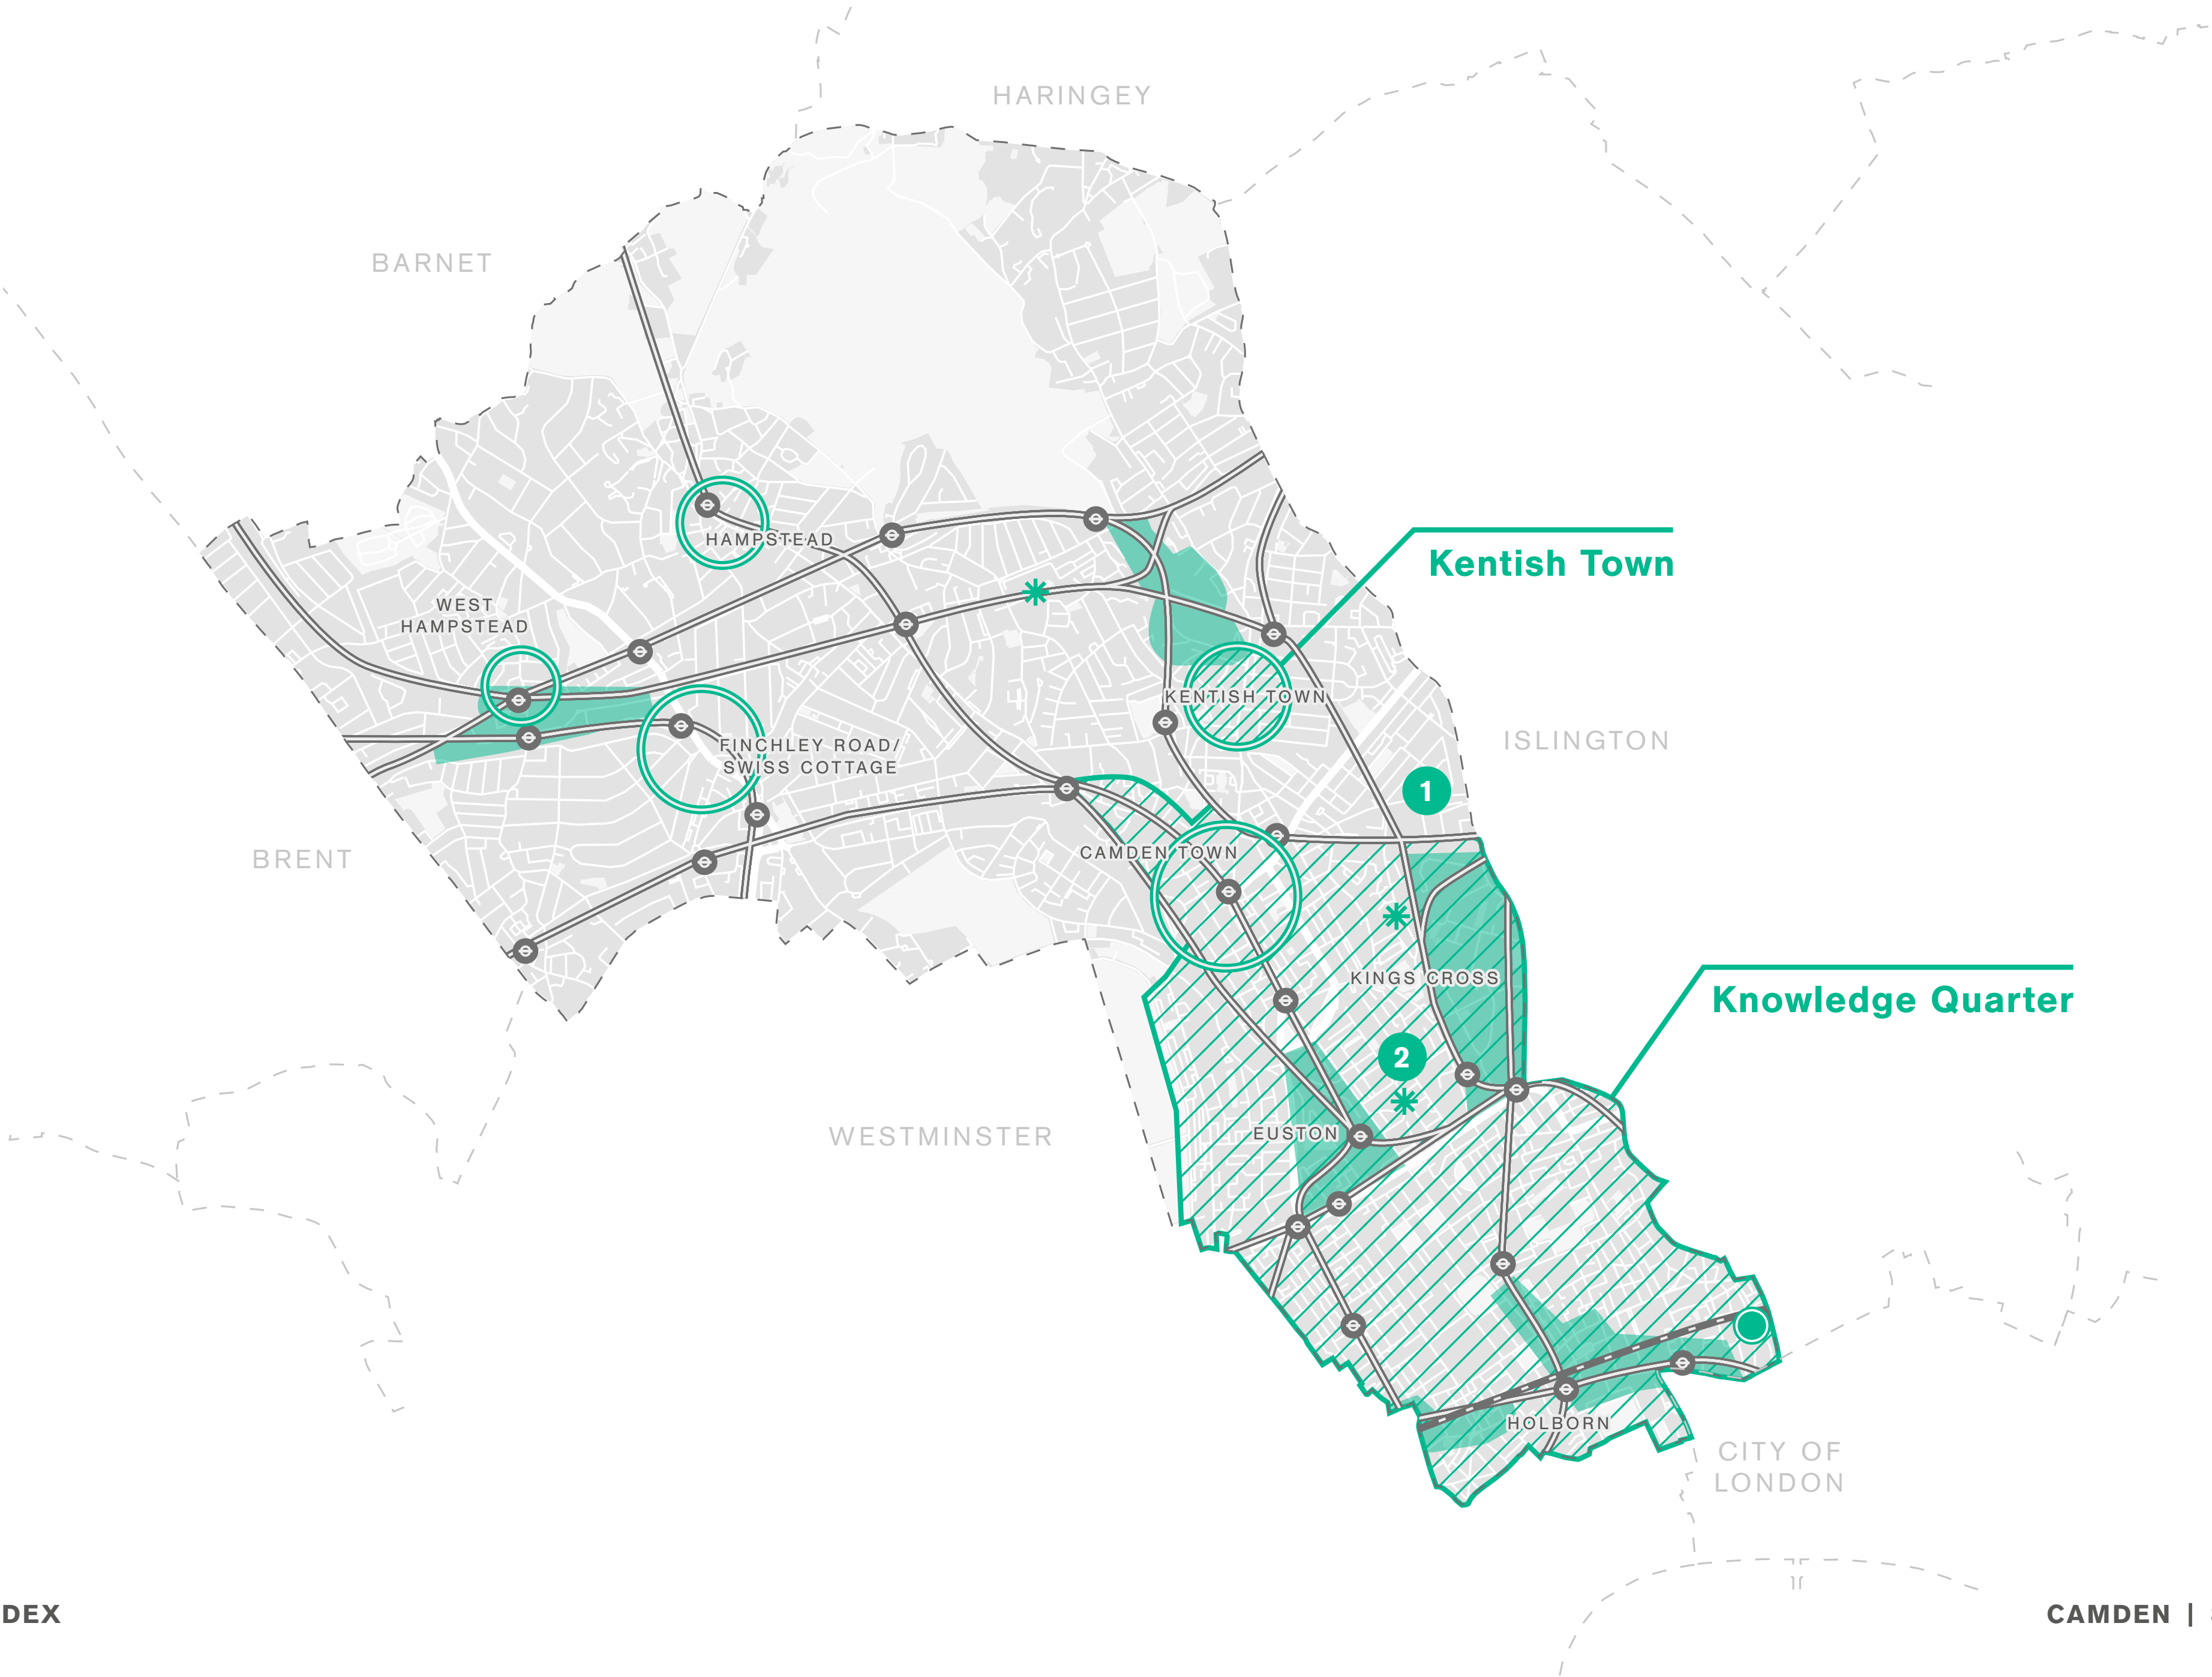 HARINGEY
BARNET
HAMPSTEAD
Kentish Town
WEST
HAMPSTEAD
KENTISH TOWN
FINCHLEY ROAD/
SWISS COTTAGE
ISLINGTON
1
CAMDEN TOWN
BRENT
KINGS CROSS
Knowledge Quarter
2
EUSTON
WESTMINSTER
HOLBORN
CITY OF
LONDON
DEX
CAMDEN |